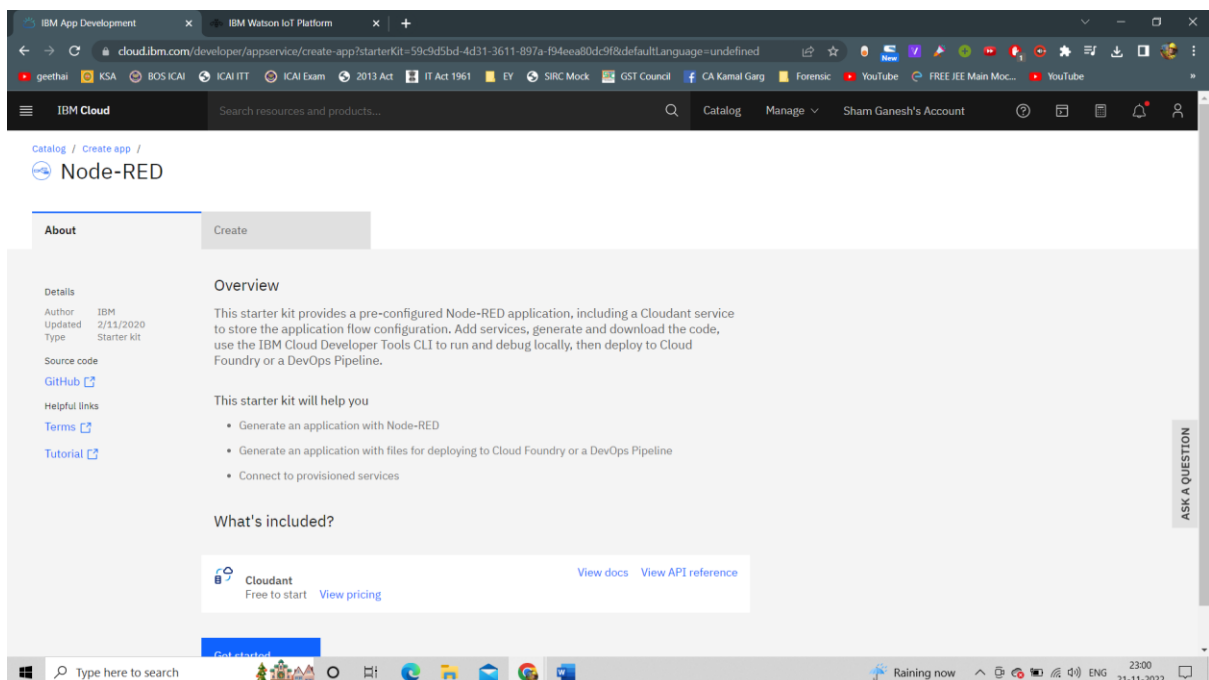 IBM App Development
IBM Watson IoT Platform
cloud.ibm.com/developer/appservice/create-app?starterKit=59c9d5bd-4d31-3611-897a-f94eea80dc9f&defaultLanguage=undefined
New
geethai
KSA
BOS ICAI
ICAI ITT
ICAI Exam
2013 Act
IT Act 1961
EY
SIRC Mock
GST Council
CA Kamal Garg
Forensic
YouTube
FREE JEE Main Moc...
YouTube
IBM Cloud
Search resources and products...
Catalog
Manage
Sham Ganesh's Account
Catalog / Create app /
Node-RED
About
Create
Details
Author IBM
Updated 2/11/2020
Type Starter kit
Source code
GitHub
Helpful links
Terms
Tutorial
Overview
This starter kit provides a pre-configured Node-RED application, including a Cloudant service
to store the application flow configuration. Add services, generate and download the code,
use the IBM Cloud Developer Tools CLI to run and debug locally, then deploy to Cloud
Foundry or a DevOps Pipeline.
This starter kit will help you
• Generate an application with Node-RED
• Generate an application with files for deploying to Cloud Foundry or a DevOps Pipeline
• Connect to provisioned services
What's included?
Cloudant
Free to start View pricing
View docs View API reference
Get started
ASK A QUESTION
Type here to search
Raining now
ENG
23:00
21-11-2022